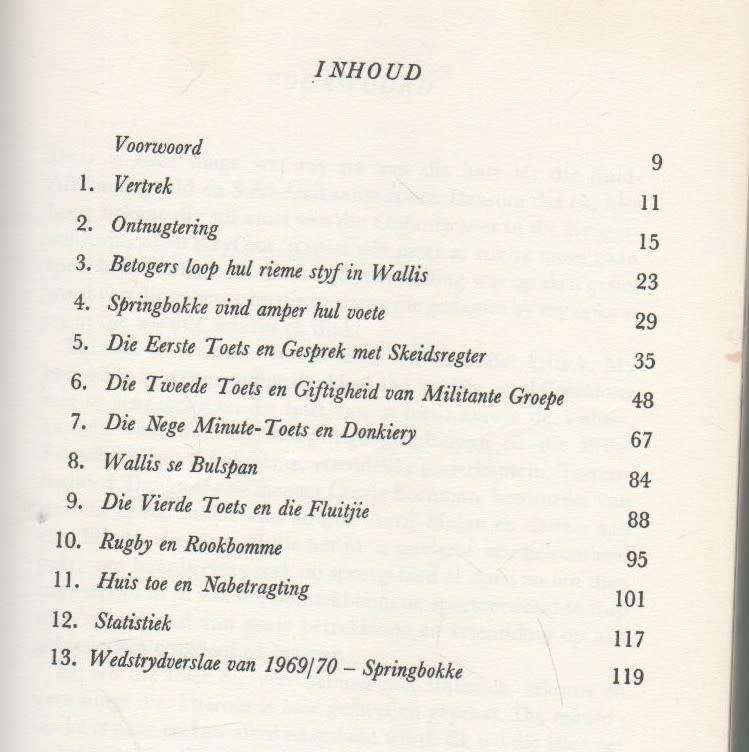 INHOUD
Voorwoord 9
1. Vertrek 11
2. Ontnugtering 15
3. Betogers loop hul rieme styf in Wallis 23
4. Springbokke vind amper hul voete 29
5. Die Eerste Toets en Gesprek met Skeidsregter 35
6. Die Tweede Toets en Giftigheid van Militante Groepe 48
7. Die Nege Minute-Toets en Donkiery 67
8. Wallis se Bulspan 84
9. Die Vierde Toets en die Fluitjie 88
10. Rugby en Rookbomme 95
11. Huis toe en Nabetragting 101
12. Statistiek 117
13. Wedstrydverslae van 1969/70 – Springbokke 119